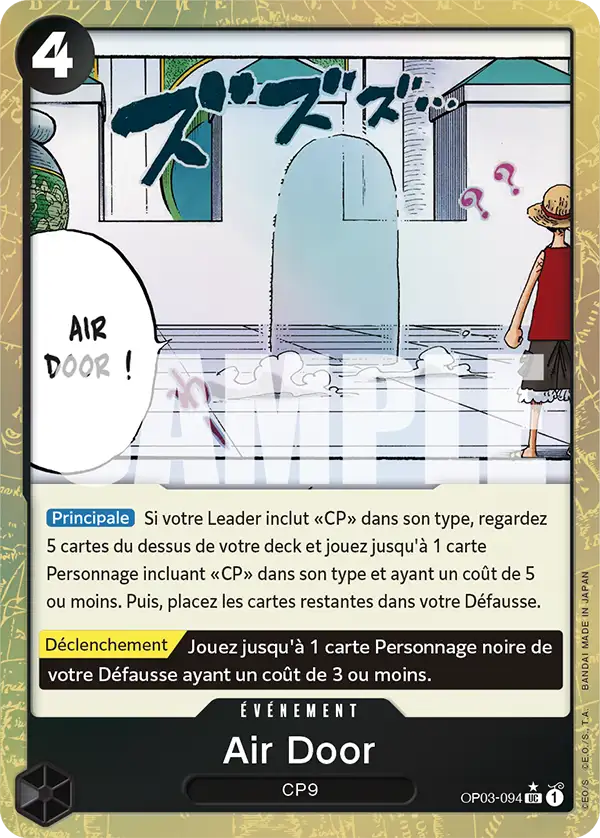 4
ズズズ...
? ?
AIR
DOOR !
SAMPLE
Principale Si votre Leader inclut «CP» dans son type, regardez
5 cartes du dessus de votre deck et jouez jusqu'à 1 carte
Personnage incluant «CP» dans son type et ayant un coût de 5
ou moins. Puis, placez les cartes restantes dans votre Défausse.
Déclenchement Jouez jusqu'à 1 carte Personnage noire de
votre Défausse ayant un coût de 3 ou moins.
ÉVÉNEMENT
Air Door
CP9
OP03-094 UC 1
©E.O./S ©E.O./S., T.A. BANDAI MADE IN JAPAN